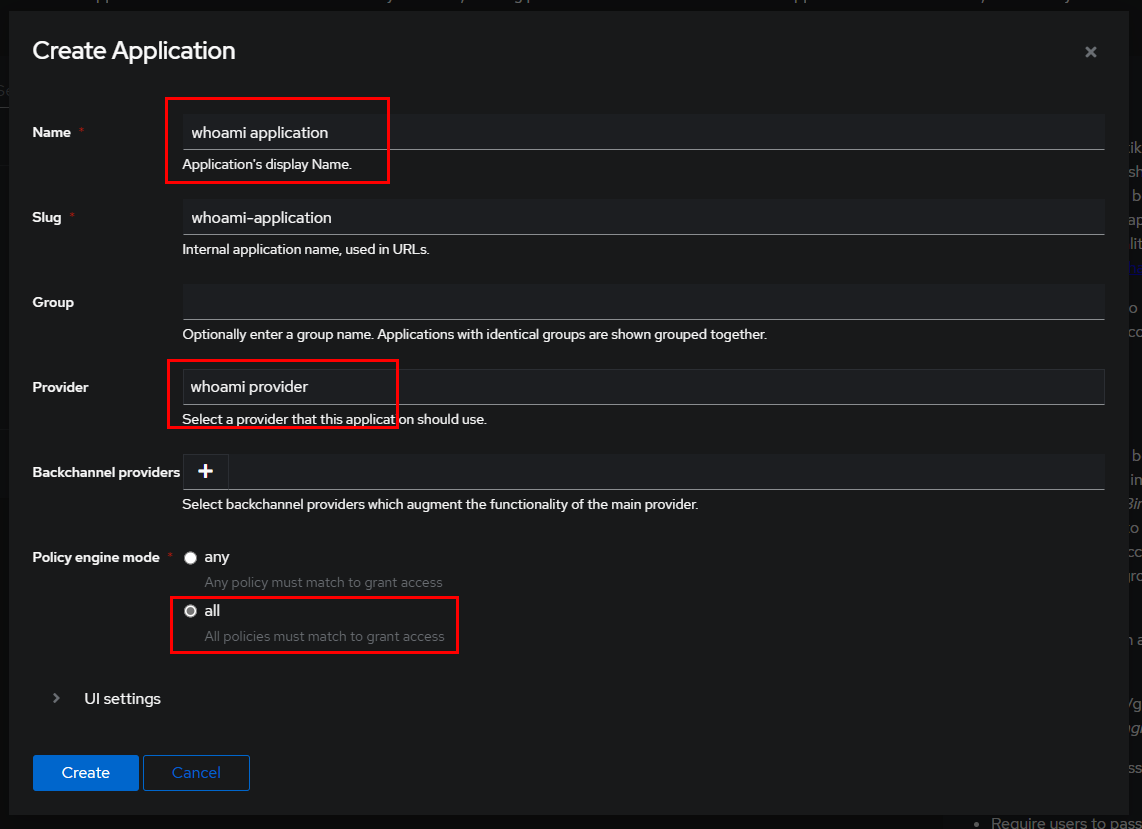 Create Application
×
Name *
whoami application
Application's display Name.
Slug *
whoami-application
Internal application name, used in URLs.
Group
Optionally enter a group name. Applications with identical groups are shown grouped together.
Provider
whoami provider
Select a provider that this application should use.
Backchannel providers
+
Select backchannel providers which augment the functionality of the main provider.
Policy engine mode *
any
Any policy must match to grant access
all
All policies must match to grant access
UI settings
Create Cancel
• Require users to pass